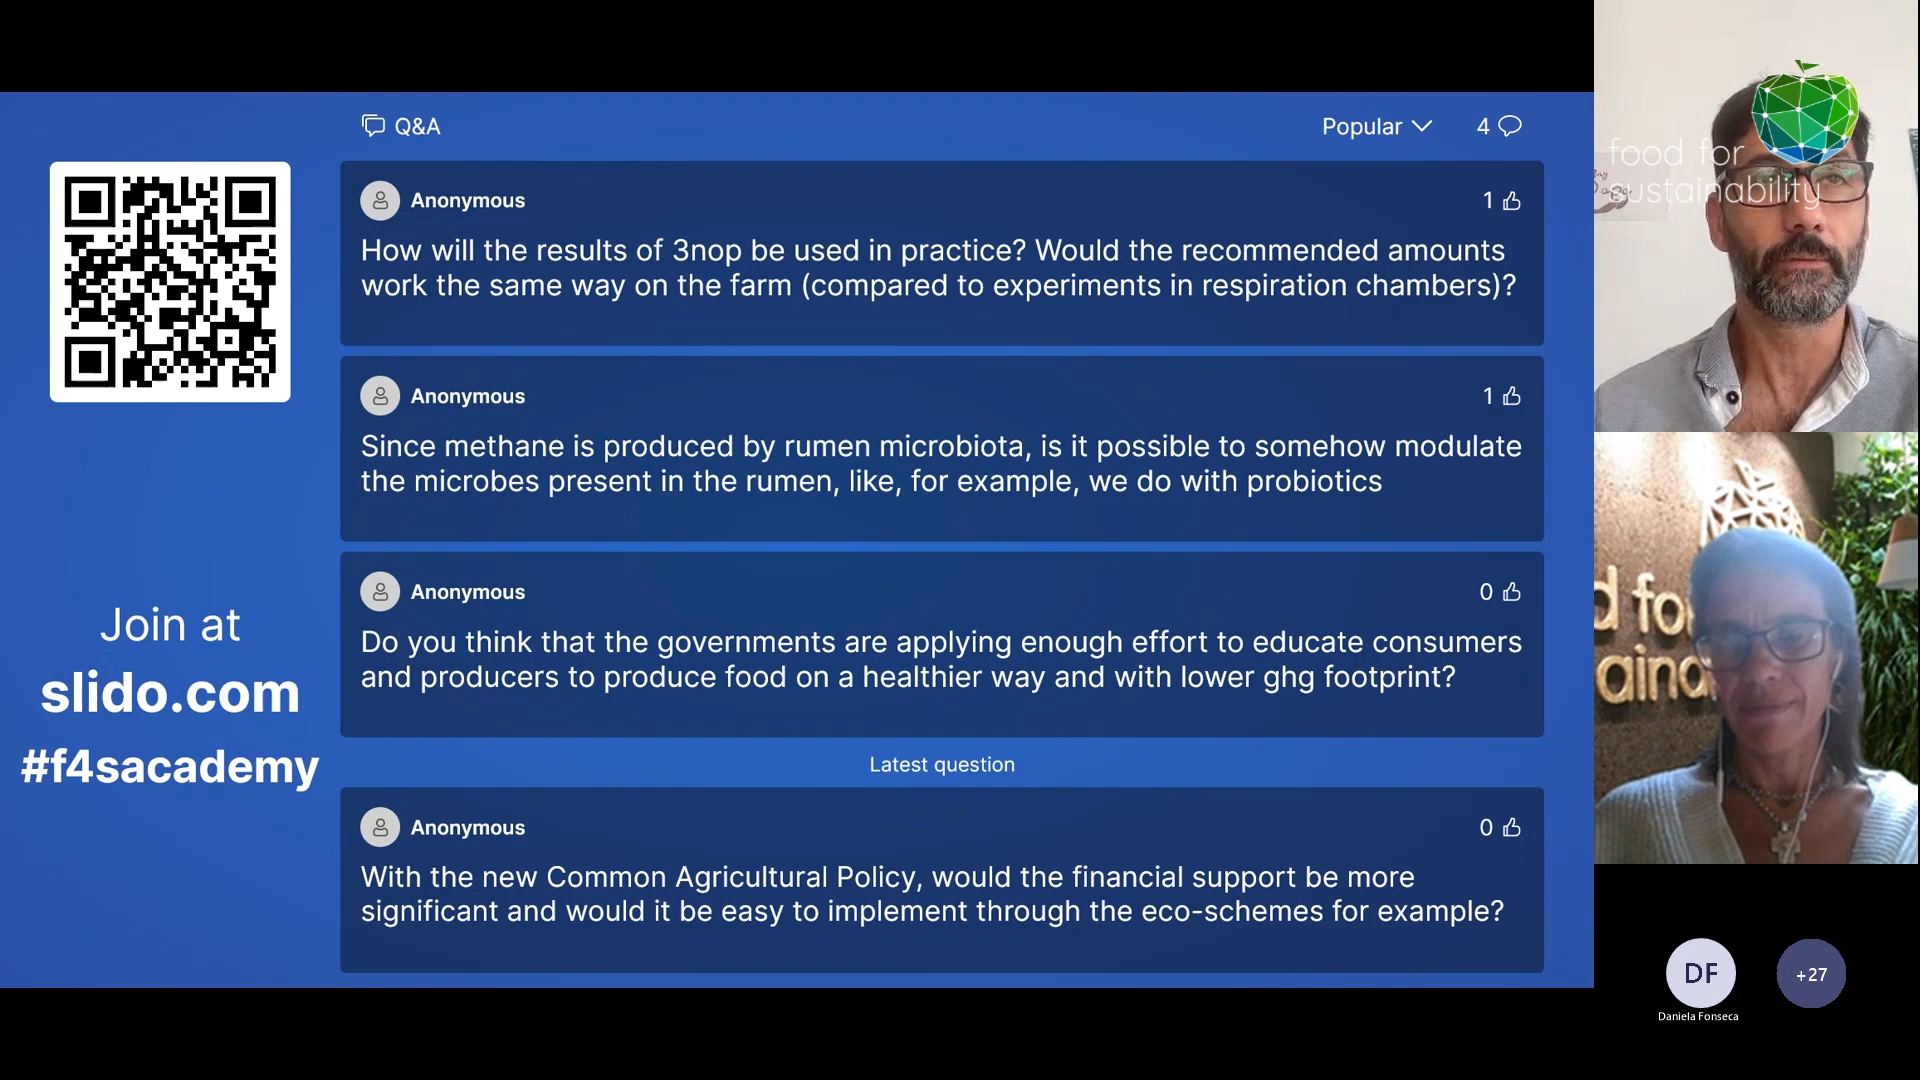 Q&A
Popular
4
Anonymous
1
How will the results of 3nop be used in practice? Would the recommended amounts
work the same way on the farm (compared to experiments in respiration chambers)?
Anonymous
1
Since methane is produced by rumen microbiota, is it possible to somehow modulate
the microbes present in the rumen, like, for example, we do with probiotics
Anonymous
0
Do you think that the governments are applying enough effort to educate consumers
and producers to produce food on a healthier way and with lower ghg footprint?
Latest question
Anonymous
0
With the new Common Agricultural Policy, would the financial support be more
significant and would it be easy to implement through the eco-schemes for example?
Join at
slido.com
#f4sacademy
food for
sustainability
d fo
aina
DF
Daniela Fonseca
+27